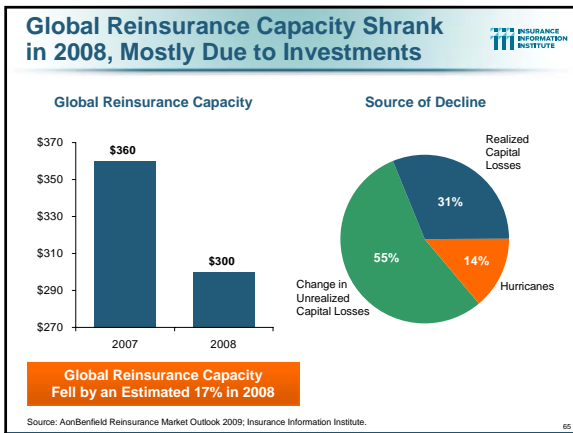 Global Reinsurance Capacity Shrank
in 2008, Mostly Due to Investments
INSURANCE
INFORMATION
INSTITUTE
Global Reinsurance Capacity
$370
$350
$330
$310
$290
$270
$360
$300
2007
2008
Source of Decline
Realized
Capital
Losses
31%
55%
14%
Change in
Unrealized
Capital Losses
Hurricanes
Global Reinsurance Capacity
Fell by an Estimated 17% in 2008
Source: AonBenfield Reinsurance Market Outlook 2009; Insurance Information Institute.
65